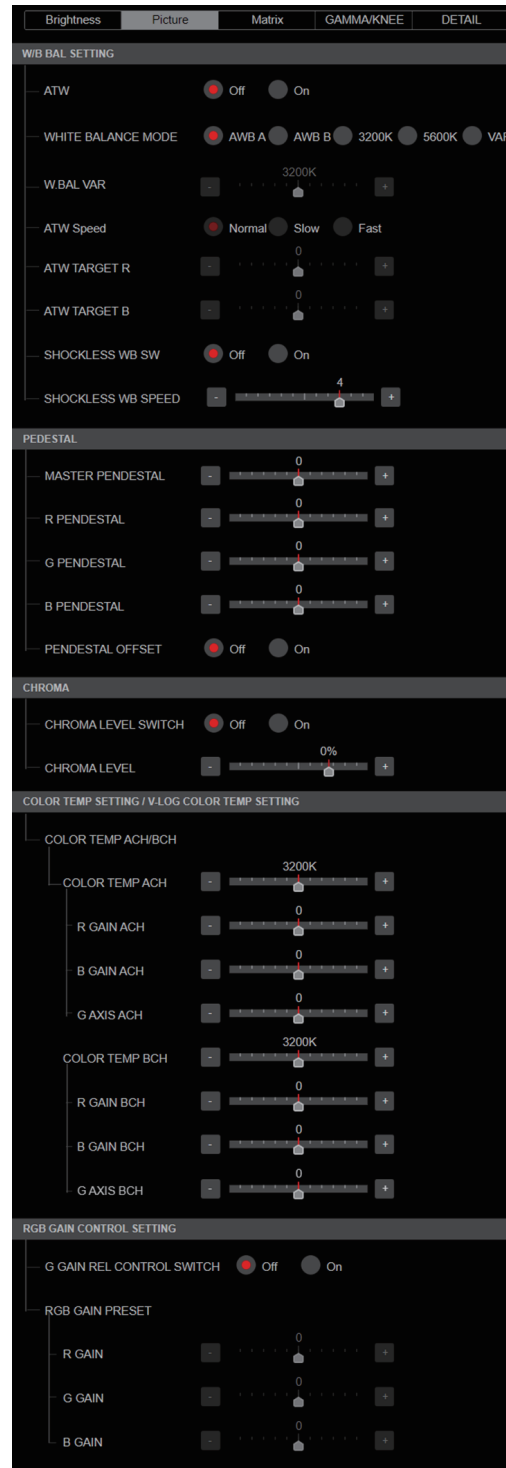 Brightness Picture Matrix GAMMA/KNEE DETAIL
W/B BAL SETTING
ATW Off On
WHITE BALANCE MODE AWB A AWB B 3200K 5600K VAR
3200K
W.BAL VAR - +
ATW Speed Normal Slow Fast
0
ATW TARGET R - +
0
ATW TARGET B - +
SHOCKLESS WB SW Off On
4
SHOCKLESS WB SPEED - +
PEDESTAL
0
MASTER PENDESTAL - +
0
R PENDESTAL - +
0
G PENDESTAL - +
0
B PENDESTAL - +
PENDESTAL OFFSET Off On
CHROMA
CHROMA LEVEL SWITCH Off On
0%
CHROMA LEVEL - +
COLOR TEMP SETTING / V-LOG COLOR TEMP SETTING
COLOR TEMP ACH/BCH
3200K
COLOR TEMP ACH - +
0
R GAIN ACH - +
0
B GAIN ACH - +
0
G AXIS ACH - +
3200K
COLOR TEMP BCH - +
0
R GAIN BCH - +
0
B GAIN BCH - +
0
G AXIS BCH - +
RGB GAIN CONTROL SETTING
G GAIN REL CONTROL SWITCH Off On
RGB GAIN PRESET
0
R GAIN - +
0
G GAIN - +
0
B GAIN - +